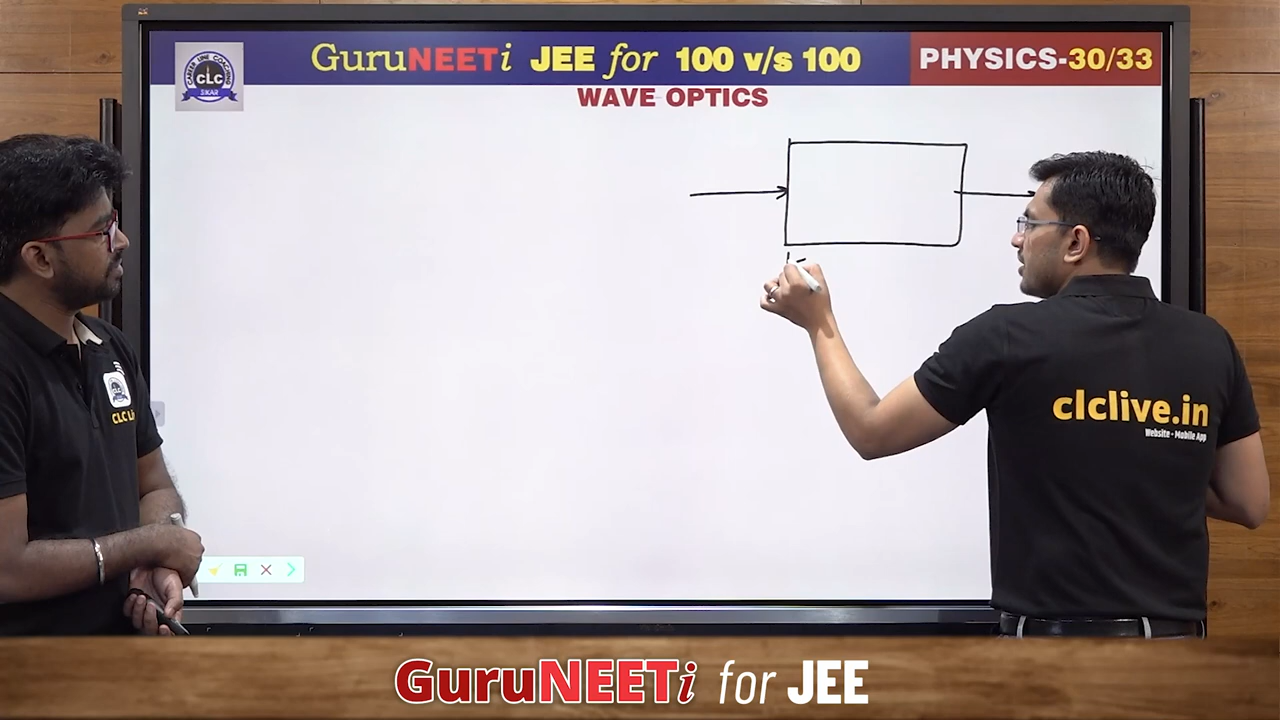 GuruNEETi JEE for 100 v/s 100
PHYSICS-30/33
CAREER LINE COACHING
CLC
SIKAR
WAVE OPTICS
CLC
clclive.in
Website - Mobile App
GuruNEETi for JEE